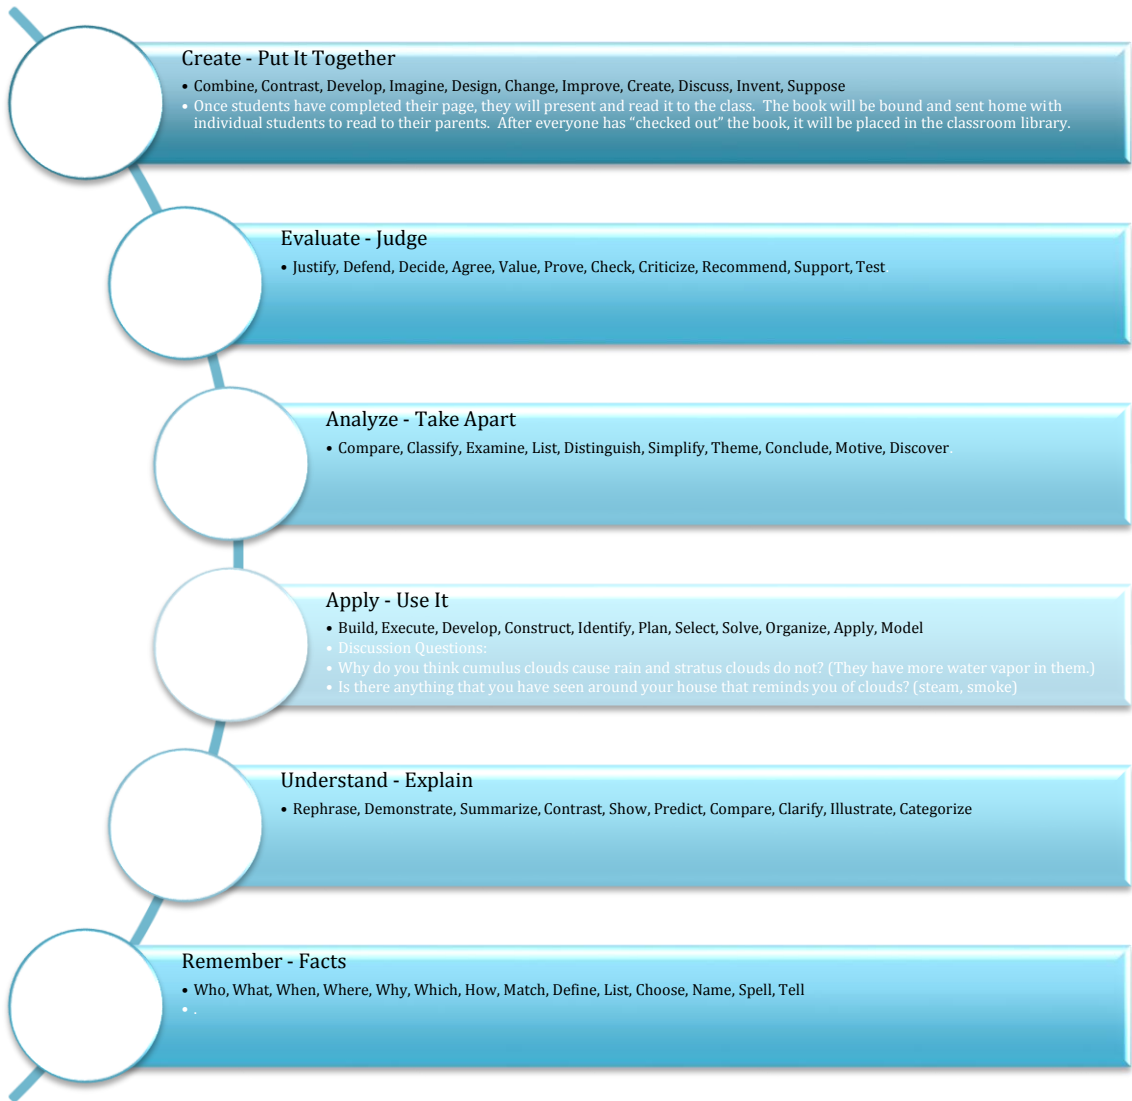 Create - Put It Together
• Combine, Contrast, Develop, Imagine, Design, Change, Improve, Create, Discuss, Invent, Suppose
• Once students have completed their page, they will present and read it to the class.  The book will be bound and sent home with
individual students to read to their parents.  After everyone has “checked out” the book, it will be placed in the classroom library.
Evaluate - Judge
• Justify, Defend, Decide, Agree, Value, Prove, Check, Criticize, Recommend, Support, Test.
Analyze - Take Apart
• Compare, Classify, Examine, List, Distinguish, Simplify, Theme, Conclude, Motive, Discover.
Apply - Use It
• Build, Execute, Develop, Construct, Identify, Plan, Select, Solve, Organize, Apply, Model
• Discussion Questions:
• Why do you think cumulus clouds cause rain and stratus clouds do not? (They have more water vapor in them.)
• Is there anything that you have seen around your house that reminds you of clouds? (steam, smoke)
Understand - Explain
• Rephrase, Demonstrate, Summarize, Contrast, Show, Predict, Compare, Clarify, Illustrate, Categorize
Remember - Facts
• Who, What, When, Where, Why, Which, How, Match, Define, List, Choose, Name, Spell, Tell
• .